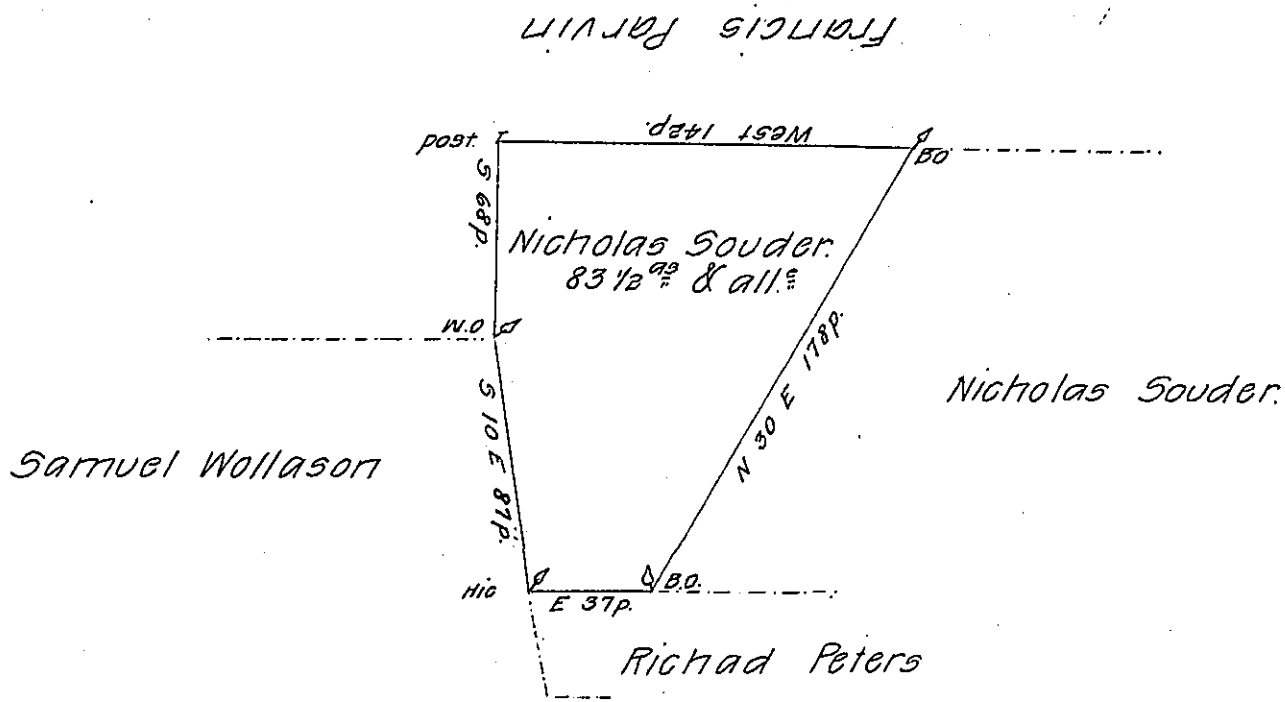 Francis Parvin
West 142p.
post.
BO
S 68p.
Nicholas Souder.
83 1/2 as & all.s
W.O
N 30 E 178p.
Nicholas Souder.
S 10 E 87p.
Samuel Wollason
Hic
B.O.
E 37p.
Richad Peters